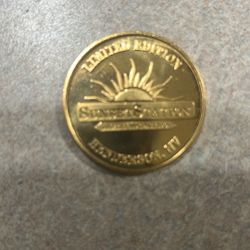 LIMITED EDITION
SUNSET STATION
HENDERSON, NV